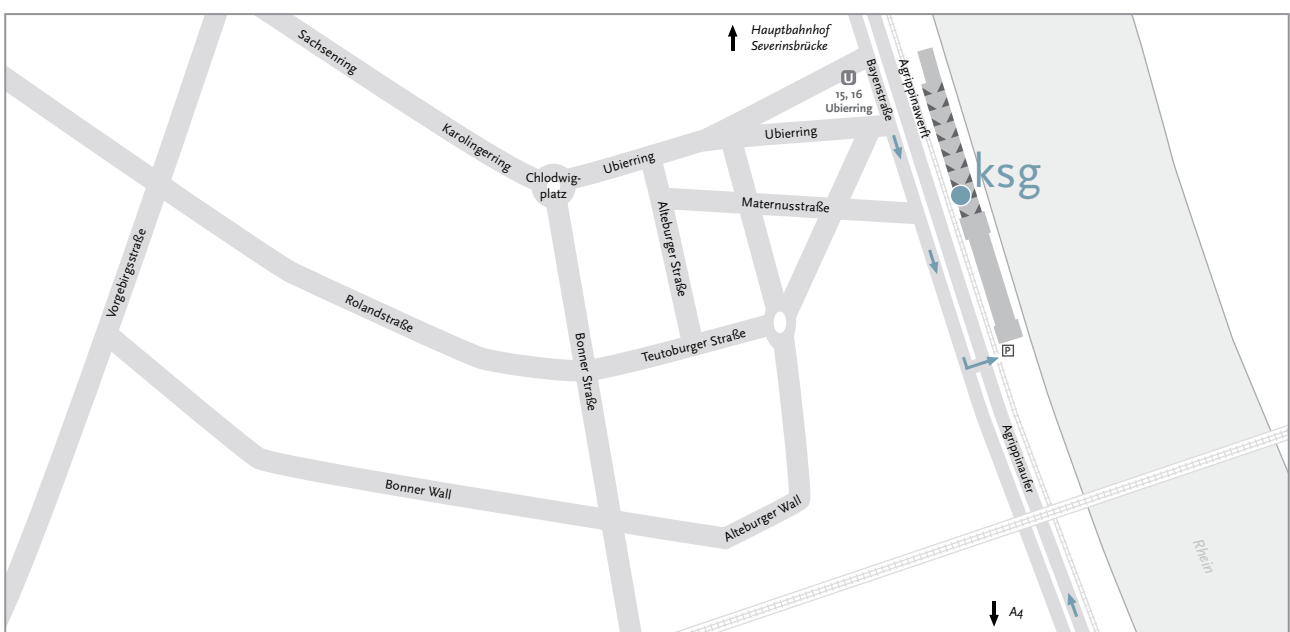 Hauptbahnhof
Severinsbrücke
Sachsenring
U
15, 16
Ubierring
Bayenstraße
Agrippinawerft
Karolingerring
Ubierring
Ubierring
Chlodwig-
platz
ksg
Maternusstraße
Alteburger Straße
Vorgebirgsstraße
Rolandstraße
Teutoburger Straße
Bonner Straße
P
Agrippinaufer
Bonner Wall
Alteburger Wall
Rhein
A4